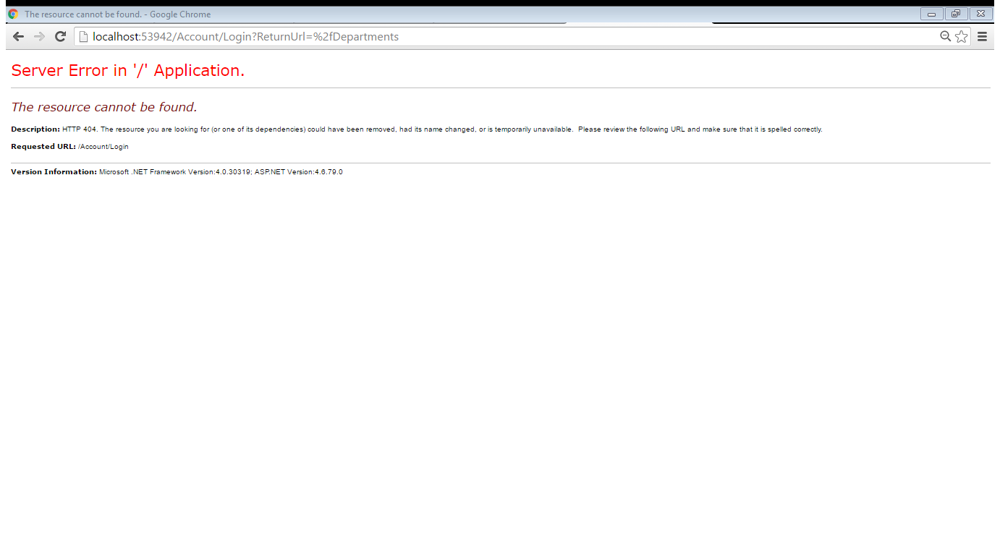 The resource cannot be found. - Google Chrome
localhost:53942/Account/Login?ReturnUrl=%2fDepartments
Server Error in '/' Application.
The resource cannot be found.
Description: HTTP 404. The resource you are looking for (or one of its dependencies) could have been removed, had its name changed, or is temporarily unavailable.  Please review the following URL and make sure that it is spelled correctly.
Requested URL: /Account/Login
Version Information: Microsoft .NET Framework Version:4.0.30319; ASP.NET Version:4.6.79.0